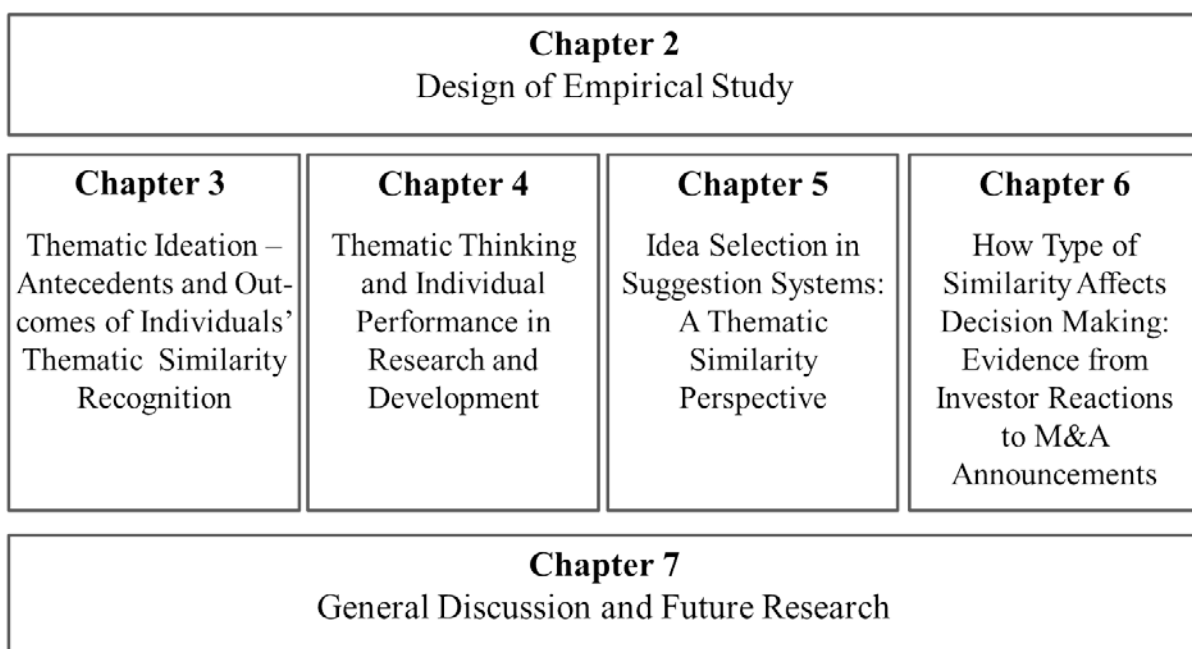 Chapter 2
Design of Empirical Study
Chapter 3
Thematic Ideation –
Antecedents and Out-
comes of Individuals’
Thematic Similarity
Recognition
Chapter 4
Thematic Thinking
and Individual
Performance in
Research and
Development
Chapter 5
Idea Selection in
Suggestion Systems:
A Thematic
Similarity
Perspective
Chapter 6
How Type of
Similarity Affects
Decision Making:
Evidence from
Investor Reactions
to M&A
Announcements
Chapter 7
General Discussion and Future Research